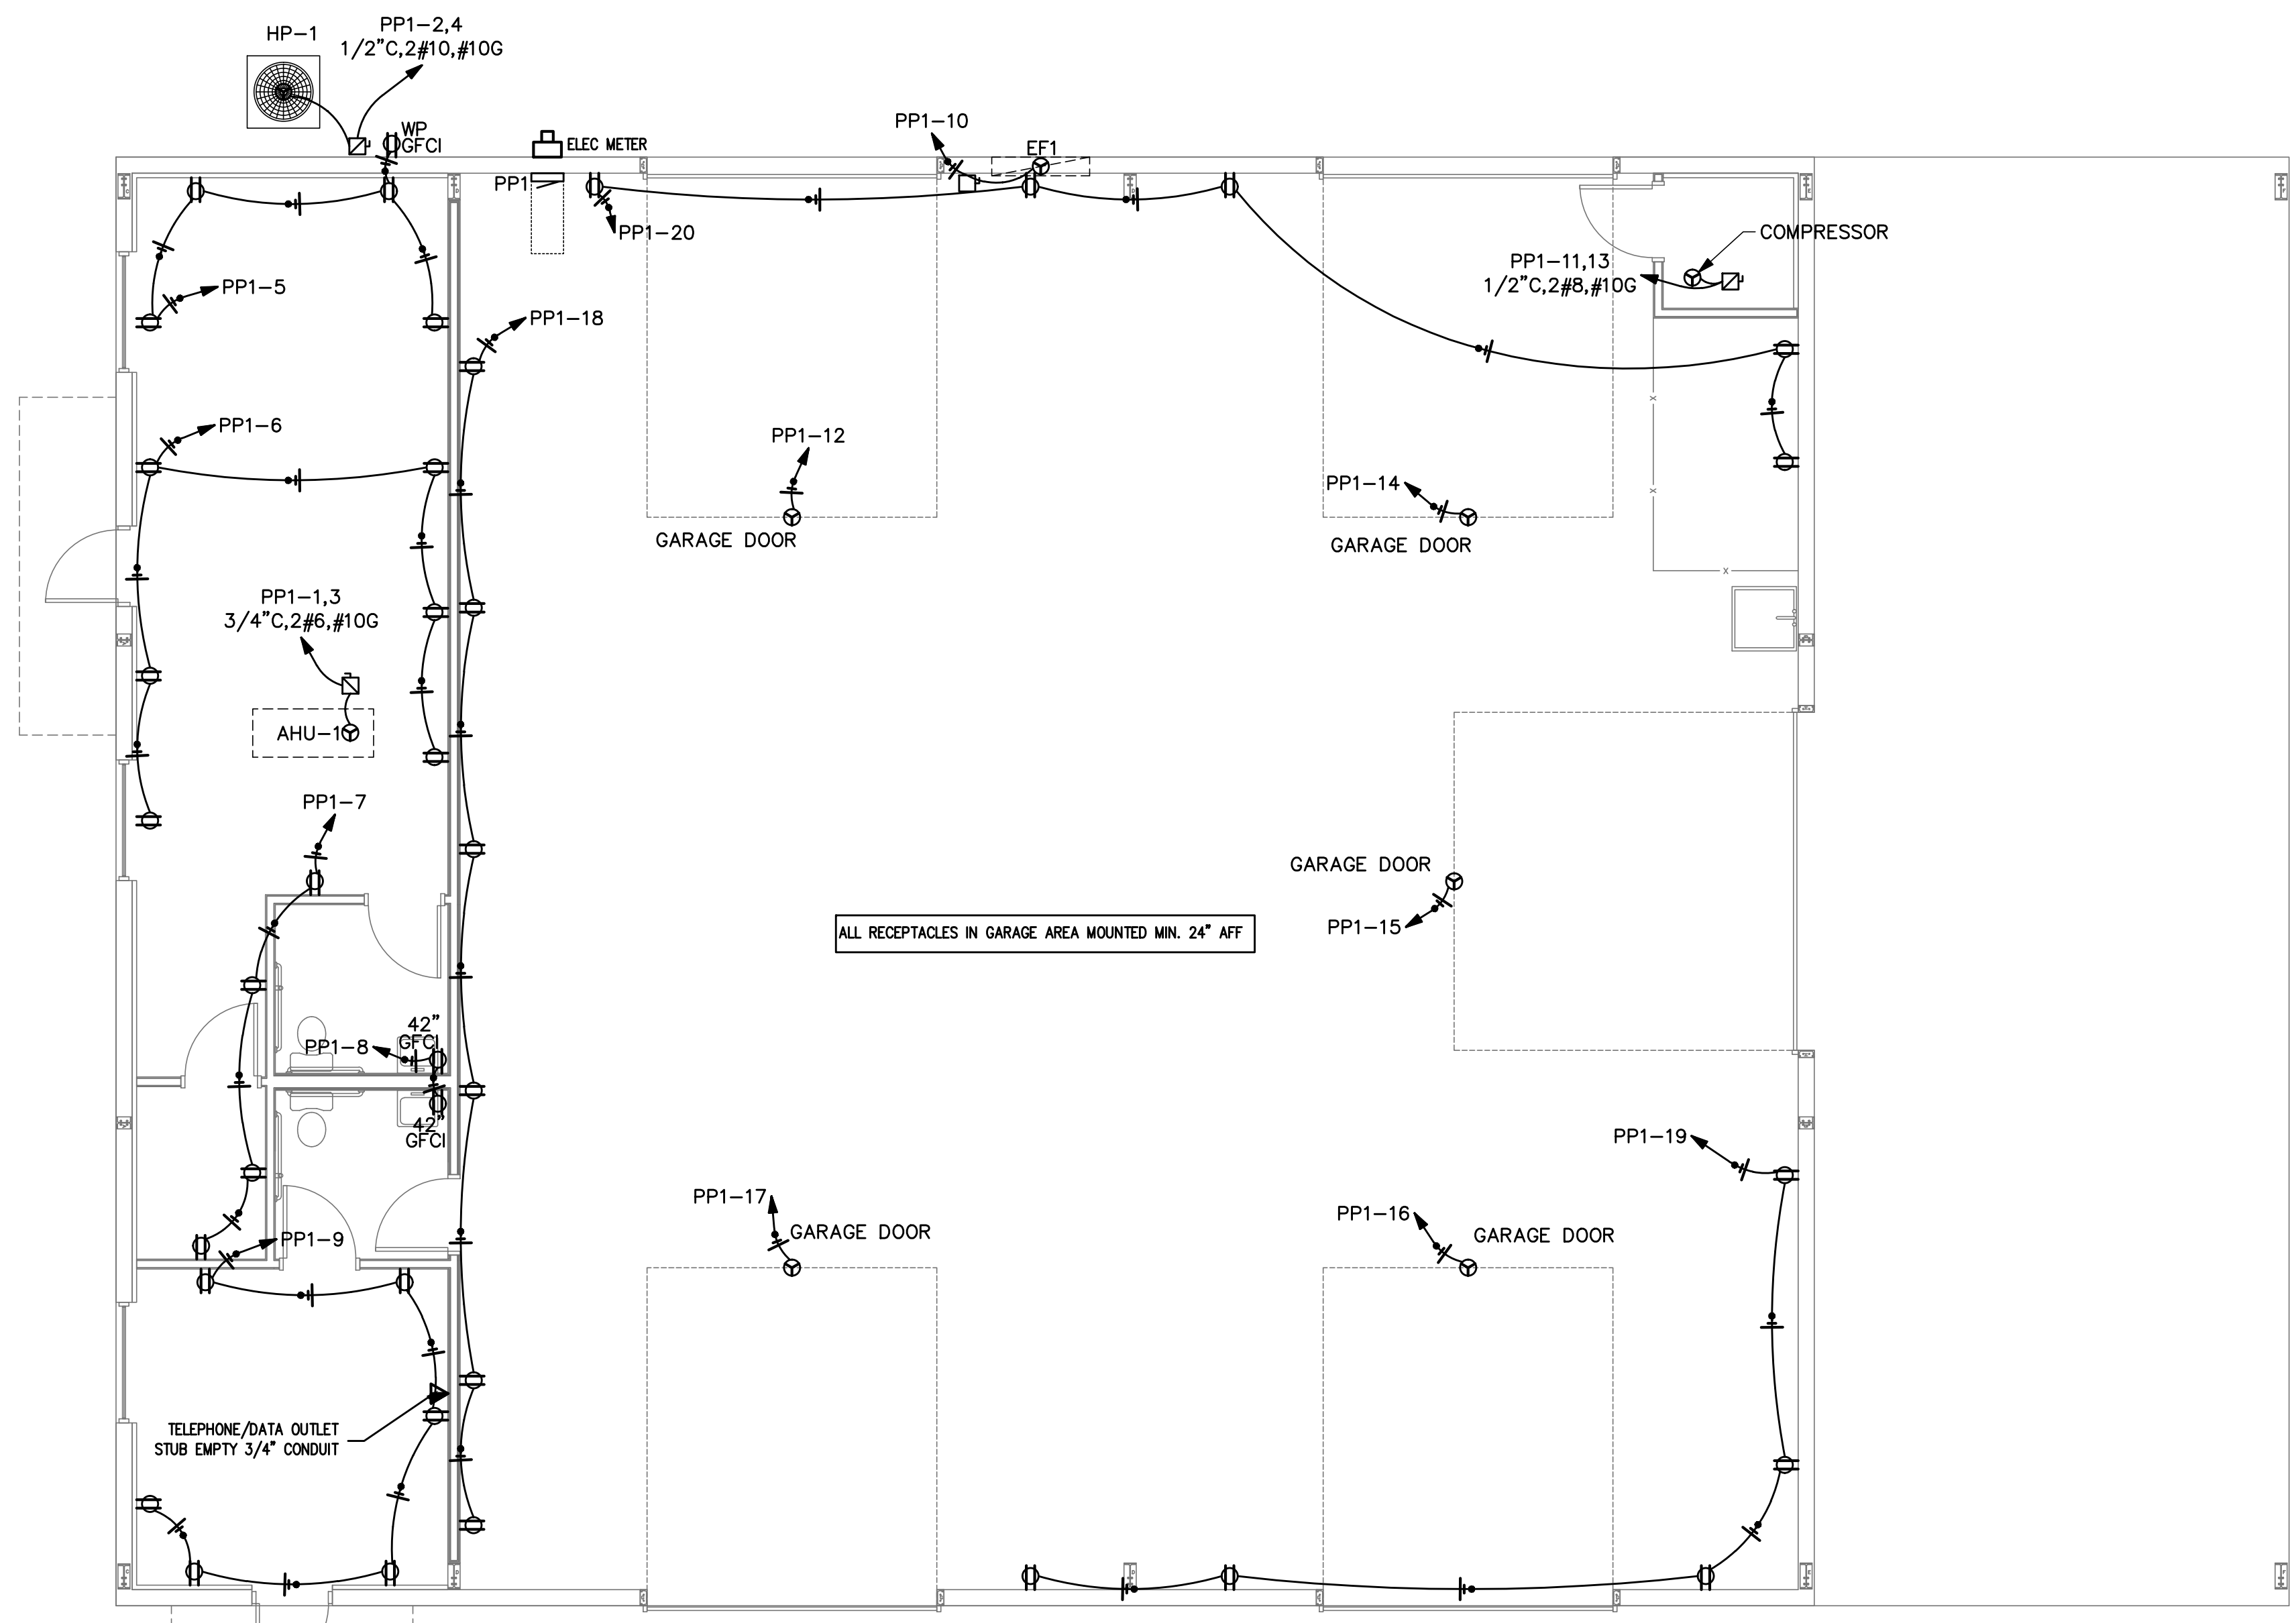 HP-1
PP1-2,4
1/2"C,2#10,#10G
WP
GFCI
ELEC METER
PP1-10
EF1
PP1
PP1-20
COMPRESSOR
PP1-11,13
1/2"C,2#8,#10G
PP1-5
PP1-18
PP1-6
PP1-12
GARAGE DOOR
PP1-14
GARAGE DOOR
PP1-1,3
3/4"C,2#6,#10G
AHU-1
PP1-7
GARAGE DOOR
PP1-15
ALL RECEPTACLES IN GARAGE AREA MOUNTED MIN. 24" AFF
42"
GFCI
PP1-8
42"
GFCI
PP1-19
PP1-17
GARAGE DOOR
PP1-16
GARAGE DOOR
PP1-9
TELEPHONE/DATA OUTLET
STUB EMPTY 3/4" CONDUIT